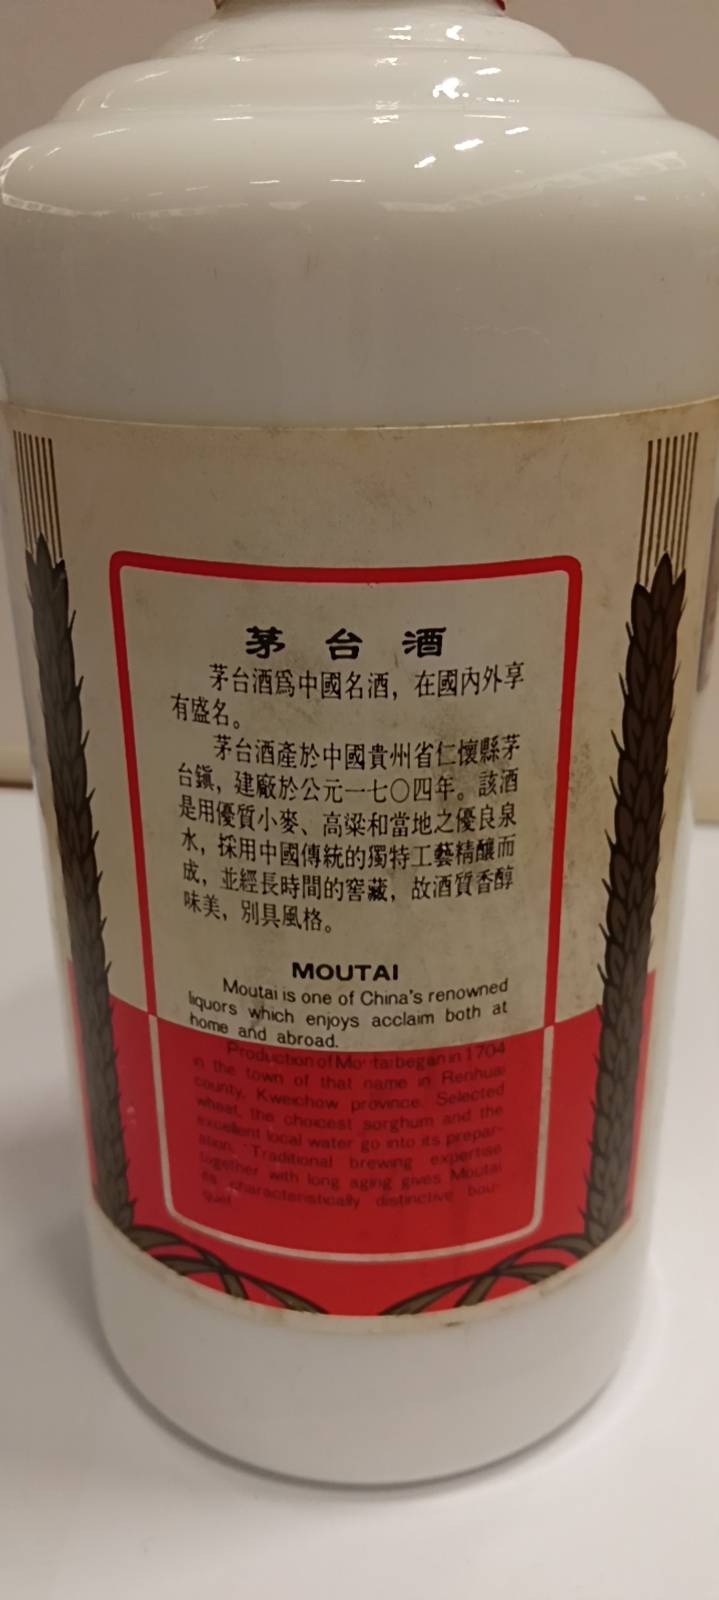 茅台酒
茅台酒爲中國名酒，在國內外享
有盛名。
茅台酒產於中國貴州省仁懷縣茅
台鎮，建廠於公元一七〇四年。該酒
是用優質小麥、高粱和當地之優良泉
水，採用中國傳統的獨特工藝精釀而
成，並經長時間的窖藏，故酒質香醇
味美，別具風格。
MOUTAI
Moutai is one of China's renowned
liquors which enjoys acclaim both at
home and abroad.
Production of Moutai began in 1704
in the town of that name in Renhuai
county, Kweichow province. Selected
wheat, the choicest sorghum and the
excellent local water go into its prepar-
ation. Traditional brewing expertise
together with long aging gives Moutai
its characteristically distinctive bou-
quet.